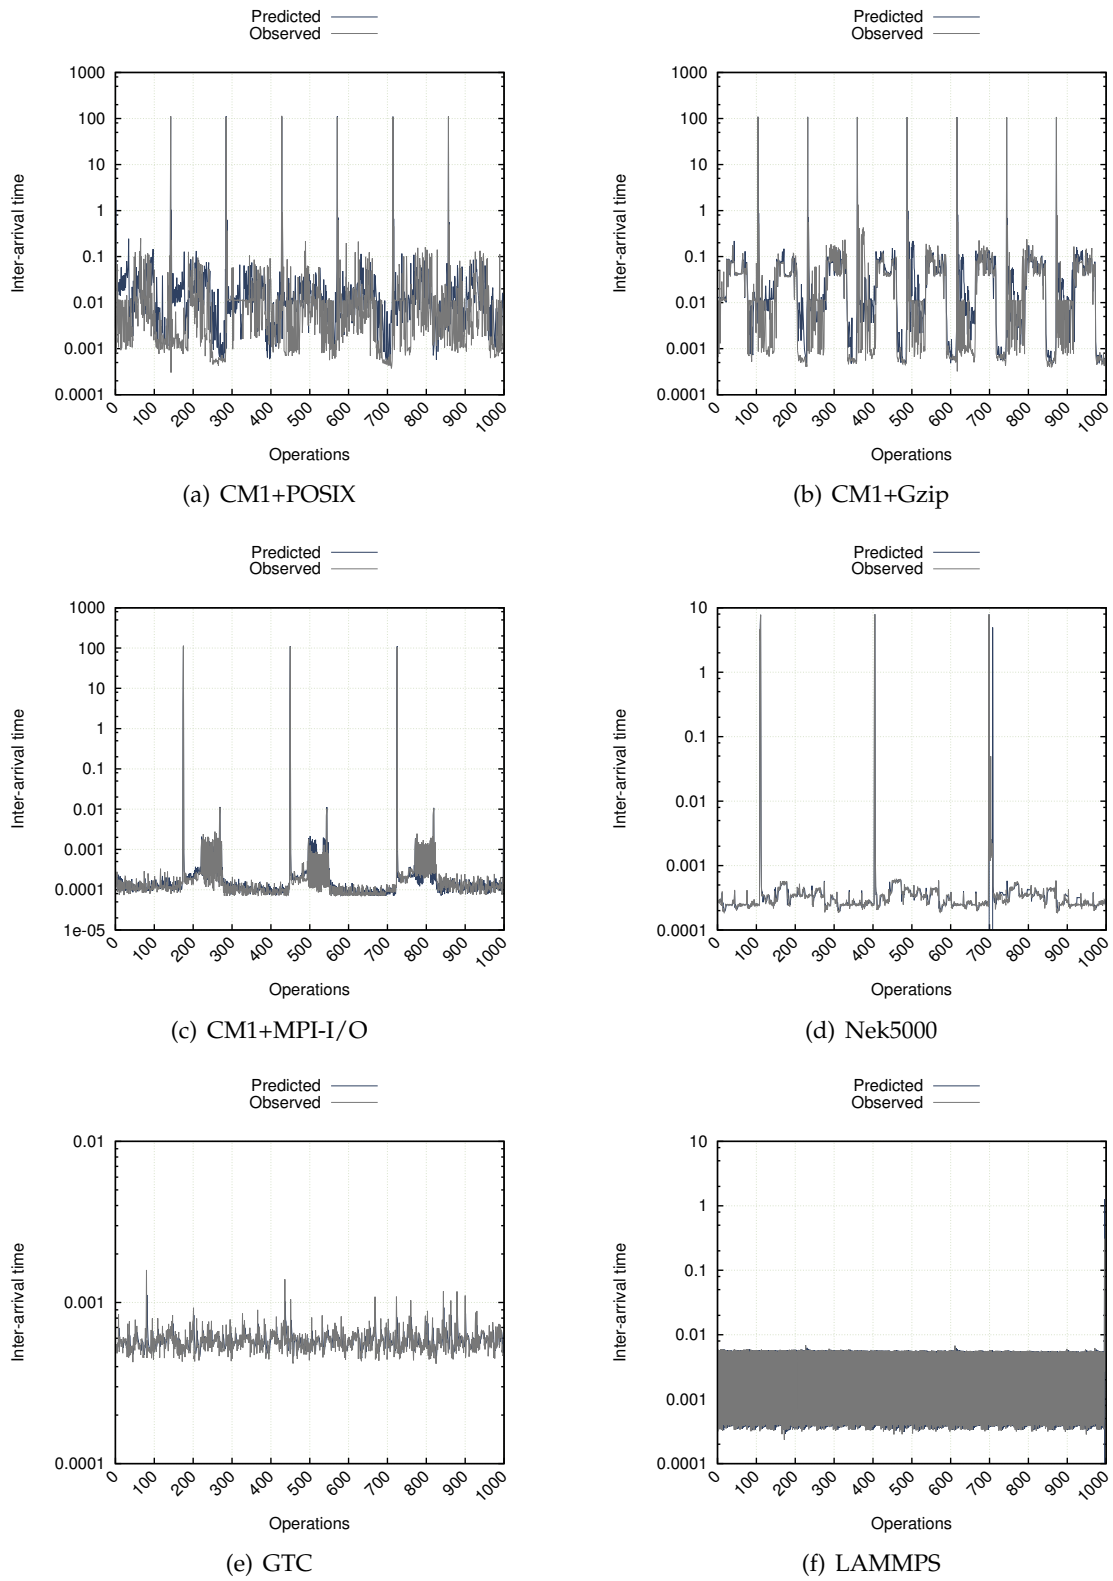 Predicted
Observed
1000
100
10
1
0.1
0.01
0.001
0.0001
Inter-arrival time
0 100 200 300 400 500 600 700 800 900 1000
Operations
(a) CM1+POSIX
Predicted
Observed
1000
100
10
1
0.1
0.01
0.001
0.0001
Inter-arrival time
0 100 200 300 400 500 600 700 800 900 1000
Operations
(b) CM1+Gzip
Predicted
Observed
1000
100
10
1
0.1
0.01
0.001
0.0001
1e-05
Inter-arrival time
0 100 200 300 400 500 600 700 800 900 1000
Operations
(c) CM1+MPI-I/O
Predicted
Observed
10
1
0.1
0.01
0.001
0.0001
Inter-arrival time
0 100 200 300 400 500 600 700 800 900 1000
Operations
(d) Nek5000
Predicted
Observed
0.01
0.001
0.0001
Inter-arrival time
0 100 200 300 400 500 600 700 800 900 1000
Operations
(e) GTC
Predicted
Observed
10
1
0.1
0.01
0.001
0.0001
Inter-arrival time
0 100 200 300 400 500 600 700 800 900 1000
Operations
(f) LAMMPS